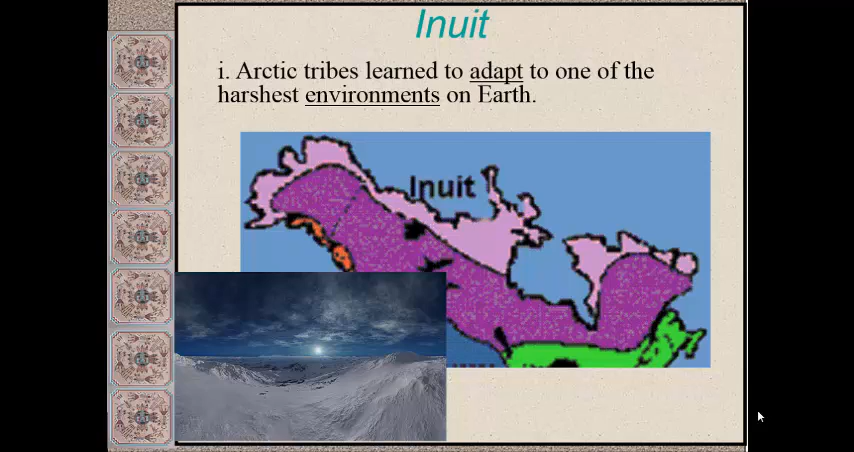 Inuit
i. Arctic tribes learned to adapt to one of the
harshest environments on Earth.
Inuit